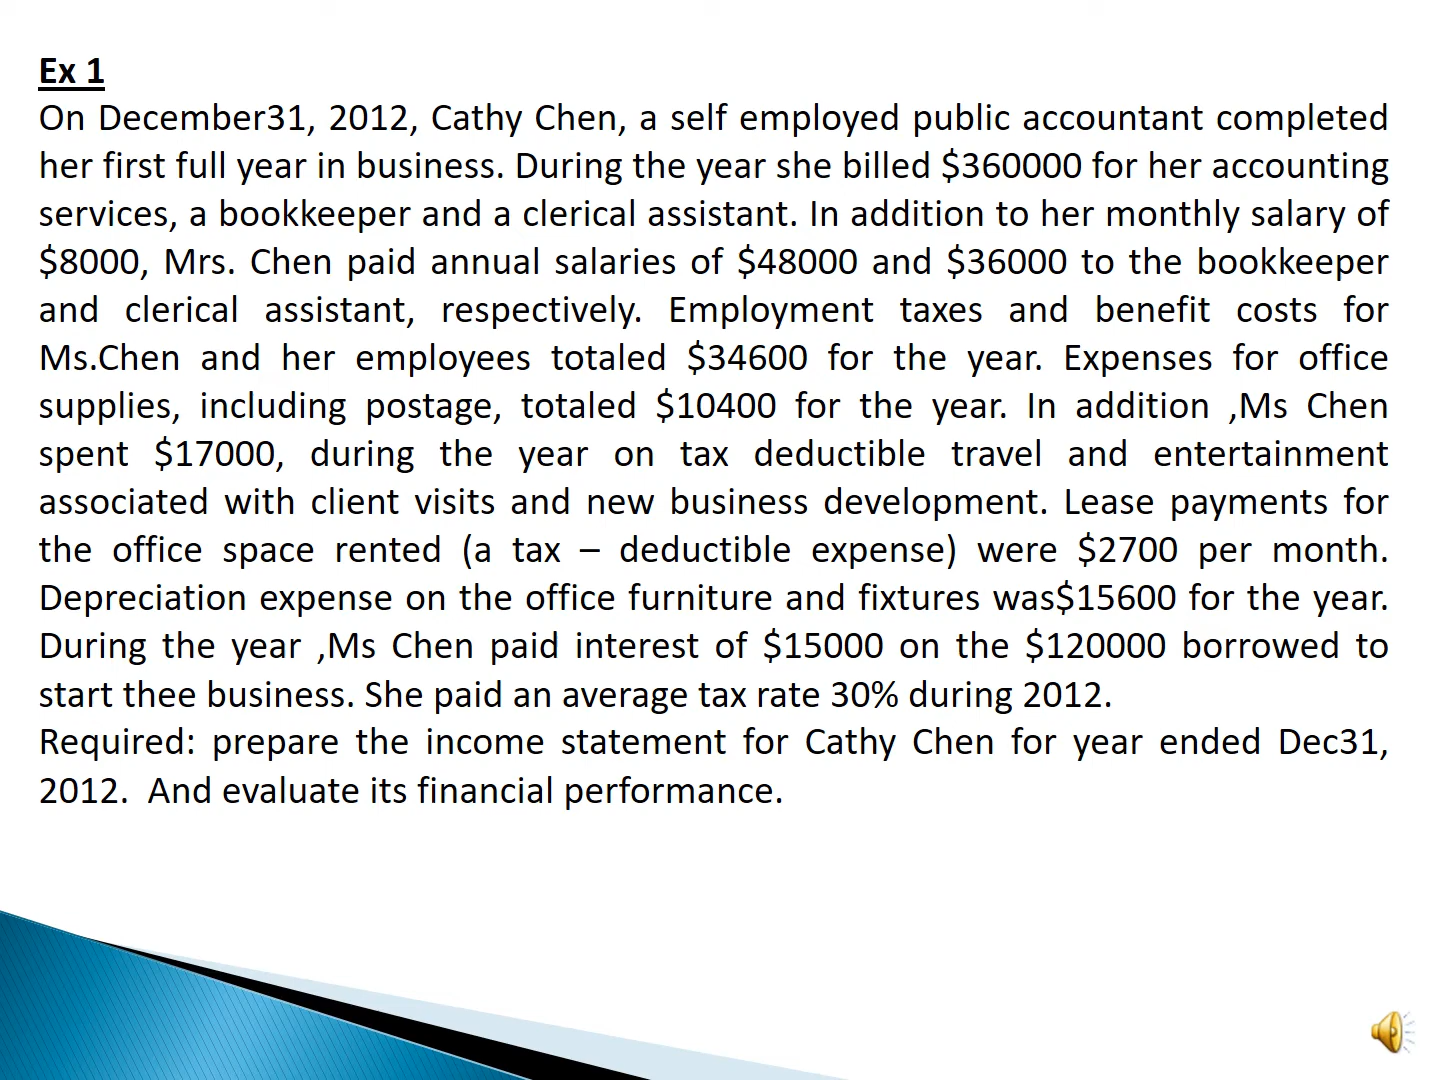 Ex 1
On December31, 2012, Cathy Chen, a self employed public accountant completed
her first full year in business. During the year she billed $360000 for her accounting
services, a bookkeeper and a clerical assistant. In addition to her monthly salary of
$8000, Mrs. Chen paid annual salaries of $48000 and $36000 to the bookkeeper
and clerical assistant, respectively. Employment taxes and benefit costs for
Ms.Chen and her employees totaled $34600 for the year. Expenses for office
supplies, including postage, totaled $10400 for the year. In addition ,Ms Chen
spent $17000, during the year on tax deductible travel and entertainment
associated with client visits and new business development. Lease payments for
the office space rented (a tax – deductible expense) were $2700 per month.
Depreciation expense on the office furniture and fixtures was$15600 for the year.
During the year ,Ms Chen paid interest of $15000 on the $120000 borrowed to
start thee business. She paid an average tax rate 30% during 2012.
Required: prepare the income statement for Cathy Chen for year ended Dec31,
2012.  And evaluate its financial performance.